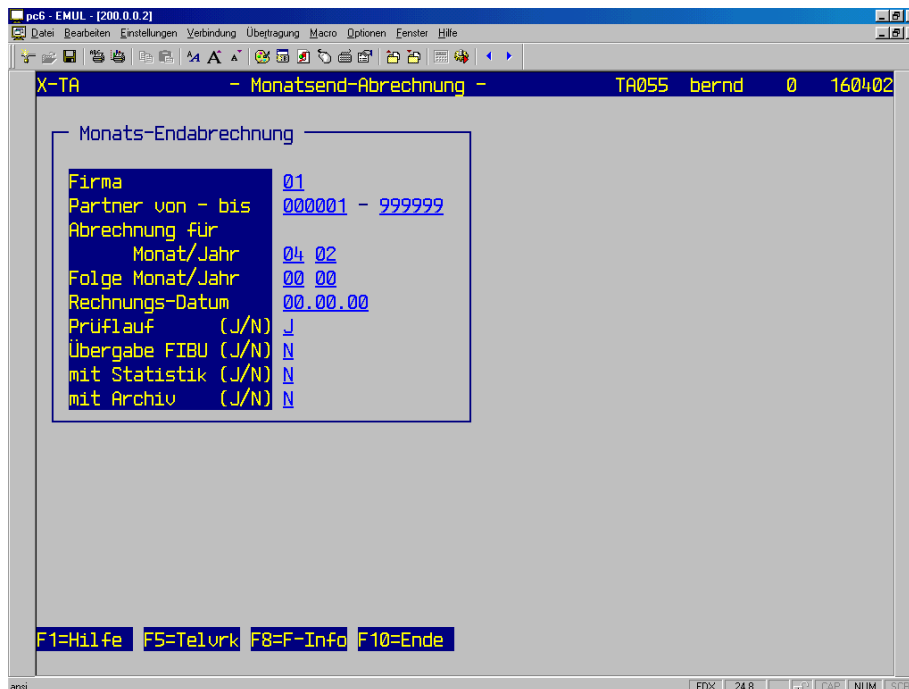 pc6 - EMUL - [200.0.0.2]
Datei Bearbeiten Einstellungen Verbindung Übertragung Macro Optionen Fenster Hilfe
X-TA - Monatsend-Abrechnung - TA055 bernd 0 160402
Monats-Endabrechnung
Firma 01
Partner von - bis 000001 - 999999
Abrechnung für
Monat/Jahr 04 02
Folge Monat/Jahr 00 00
Rechnungs-Datum 00.00.00
Prüflauf (J/N) J
Übergabe FIBU (J/N) N
mit Statistik (J/N) N
mit Archiv (J/N) N
F1=Hilfe F5=Telvrk F8=F-Info F10=Ende
ansi FDX 24,8 CAP NUM SCR